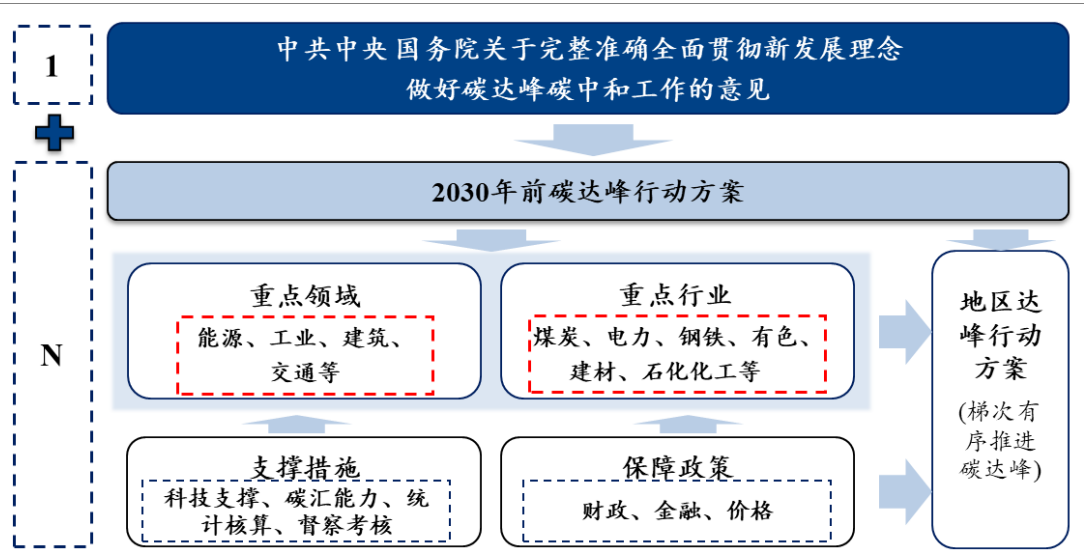 1
中共中央 国务院关于完整准确全面贯彻新发展理念
做好碳达峰碳中和工作的意见
N
2030年前碳达峰行动方案
重点领域
能源、工业、建筑、
交通等
重点行业
煤炭、电力、钢铁、有色、
建材、石化化工等
支撑措施
科技支撑、碳汇能力、统
计核算、督察考核
保障政策
财政、金融、价格
地区达
峰行动
方案
(梯次有
序推进
碳达峰)